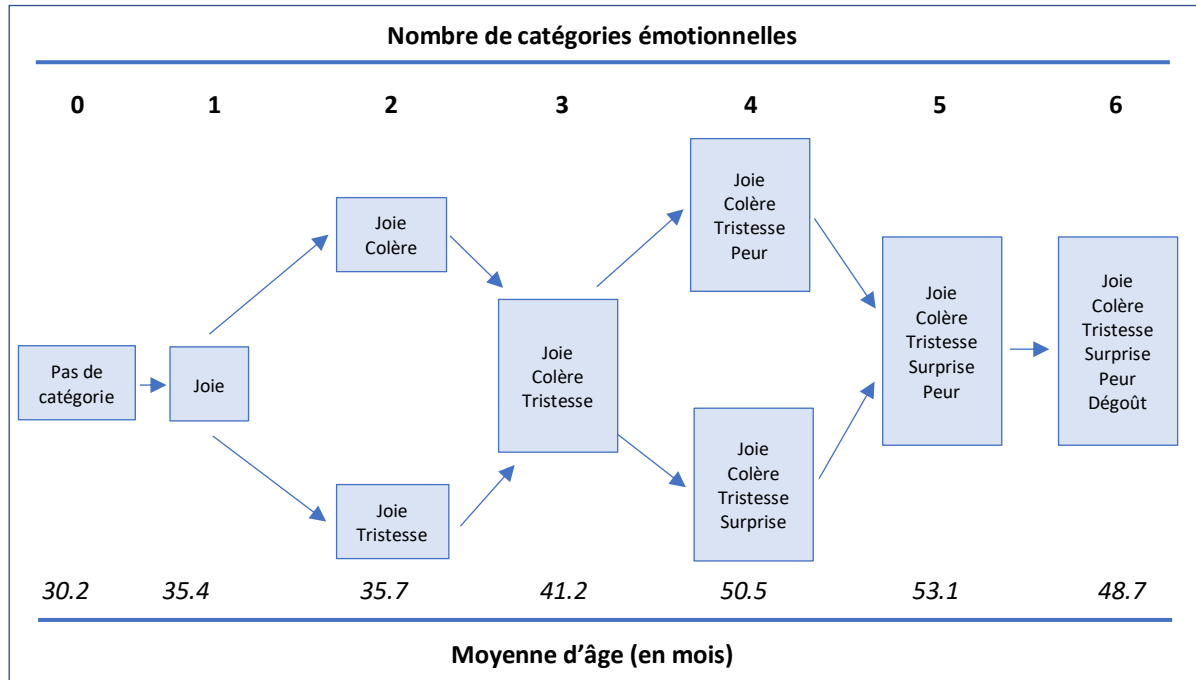 Nombre de catégories émotionnelles
0 1 2 3 4 5 6
Pas de
catégorie
Joie
Joie
Colère
Joie
Tristesse
Joie
Colère
Tristesse
Joie
Colère
Tristesse
Peur
Joie
Colère
Tristesse
Surprise
Joie
Colère
Tristesse
Surprise
Peur
Joie
Colère
Tristesse
Surprise
Peur
Dégoût
30.2 35.4 35.7 41.2 50.5 53.1 48.7
Moyenne d’âge (en mois)